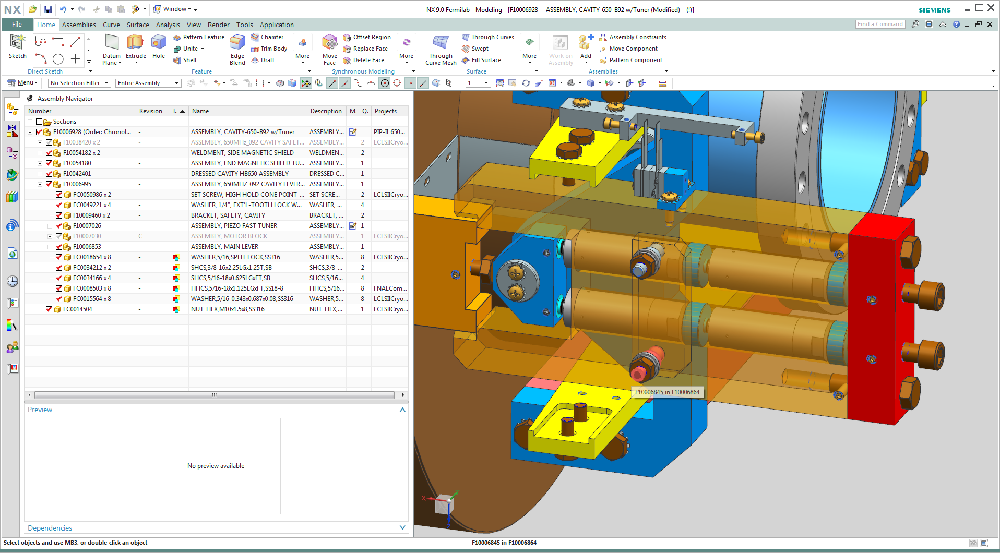 NX
Window
NX 9.0 Fermilab - Modeling - [F10006928---ASSEMBLY, CAVITY-650-B92 w/Tuner (Modified) (!)]
SIEMENS
File Home Assemblies Curve Surface Analysis View Render Tools Application
Find a Command
Sketch
Direct Sketch
Datum Plane
Extrude
Hole
Pattern Feature
Unite
Shell
Edge Blend
Chamfer
Trim Body
Draft
More
Feature
Move Face
Offset Region
Replace Face
Delete Face
More
Synchronous Modeling
Through Curve Mesh
Through Curves
Swept
Fill Surface
More
Surface
Work on Assembly
Add
Assembly Constraints
Move Component
Pattern Component
Assemblies
Menu No Selection Filter Entire Assembly 1
Assembly Navigator
Number Revision I. Name Description M Q. Projects
Sections
F10006928 (Order: Chronol... - ASSEMBLY, CAVITY-650-B92 w/Tuner ASSEMBLY... PIP-II_650...
F10038420 x 2 - ASSEMBLY, 650MHz_092 CAVITY SAFET... ASSEMBLY... 2 LCLSIICryo...
F10054182 x 2 - WELDMENT, SIDE MAGNETIC SHIELD WELDMEN... 2
F10054180 - ASSEMBLY, END MAGNETIC SHIELD TU... ASSEMBLY... 1
F10042401 - DRESSED CAVITY HB650 ASSEMBLY DRESSED C... 1
F10006995 - ASSEMBLY, 650MHZ_092 CAVITY LEVER... ASSEMBLY... 1
FC0050986 x 2 - SET SCREW, HIGH HOLD CONE POINT-... SET SCRE... 2 LCLSIICryo...
FC0049221 x 4 - WASHER, 1/4", EXT'L-TOOTH LOCK W... WASHER, ... 4
F10009460 x 2 - BRACKET, SAFETY, CAVITY BRACKET, ... 2
F10007026 - ASSEMBLY, PIEZO FAST TUNER ASSEMBLY... 1
F10007030 C ASSEMBLY, MOTOR BLOCK ASSEMBLY... 1 LCLSIICryo...
F10006853 - ASSEMBLY, MAIN LEVER ASSEMBLY... 1
FC0018654 x 8 - WASHER,5/16,SPLIT LOCK,SS316 WASHER,5... 8 LCLSIICryo...
FC0034212 x 2 - SHCS,3/8-16x2.25LGx1.25T,SB SHCS,3/8-... 2
FC0034166 x 4 - SHCS,5/16-18x0.625LGxFT,SB SHCS,5/16... 4
FC0008503 x 8 - HHCS,5/16-18x1.125LGxFT,SS18-8 HHCS,5/16... 8 FNALCom...
FC0015564 x 8 - WASHER,5/16-0.343x0.687x0.08,SS316 WASHER,5... 8 LCLSIICryo...
FC0014504 - NUT_HEX,M10x1.5x8,SS316 NUT_HEX,... 1 LCLSIICryo...
F10006845 in F10006864
Preview
No preview available
X Y Z
Dependencies
Select objects and use MB3, or double-click an object
F10006845 in F10006864